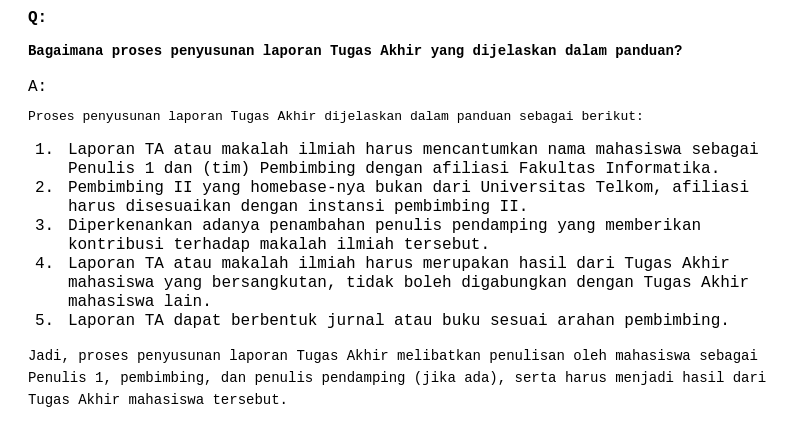 Q:
Bagaimana proses penyusunan laporan Tugas Akhir yang dijelaskan dalam panduan?
A:
Proses penyusunan laporan Tugas Akhir dijelaskan dalam panduan sebagai berikut:
1. Laporan TA atau makalah ilmiah harus mencantumkan nama mahasiswa sebagai
Penulis 1 dan (tim) Pembimbing dengan afiliasi Fakultas Informatika.
2. Pembimbing II yang homebase-nya bukan dari Universitas Telkom, afiliasi
harus disesuaikan dengan instansi pembimbing II.
3. Diperkenankan adanya penambahan penulis pendamping yang memberikan
kontribusi terhadap makalah ilmiah tersebut.
4. Laporan TA atau makalah ilmiah harus merupakan hasil dari Tugas Akhir
mahasiswa yang bersangkutan, tidak boleh digabungkan dengan Tugas Akhir
mahasiswa lain.
5. Laporan TA dapat berbentuk jurnal atau buku sesuai arahan pembimbing.
Jadi, proses penyusunan laporan Tugas Akhir melibatkan penulisan oleh mahasiswa sebagai
Penulis 1, pembimbing, dan penulis pendamping (jika ada), serta harus menjadi hasil dari
Tugas Akhir mahasiswa tersebut.